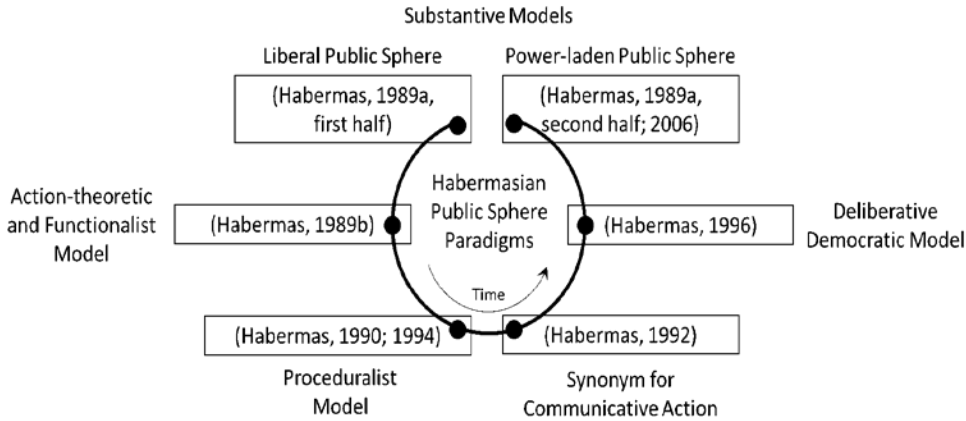 Substantive Models
Liberal Public Sphere
(Habermas, 1989a,
first half)
Power-laden Public Sphere
(Habermas, 1989a,
second half; 2006)
Action-theoretic
and Functionalist
Model
(Habermas, 1989b)
Habermasian
Public Sphere
Paradigms
Time
(Habermas, 1996)
Deliberative
Democratic Model
(Habermas, 1990; 1994)
Proceduralist
Model
(Habermas, 1992)
Synonym for
Communicative Action